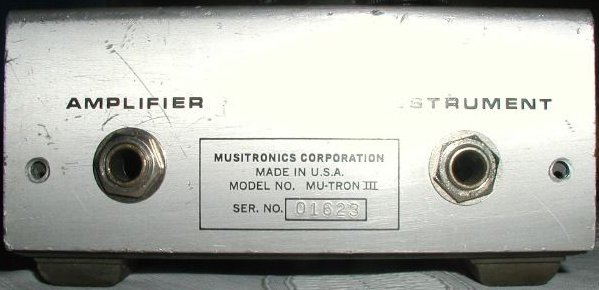 AMPLIFIER
STRUMENT
MUSITRONICS CORPORATION
MADE IN U.S.A.
MODEL NO. MU-TRON III
SER. NO. 01623